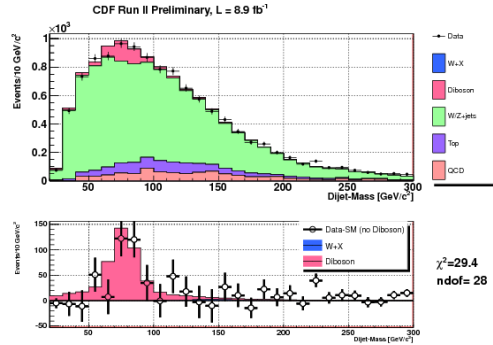 CDF Run II Preliminary, L = 8.9 fb⁻¹
×10³
Events/10 GeV/c²
1
0.8
0.6
0.4
0.2
0
50 100 150 200 250 300
Dijet-Mass [GeV/c²]
Data
W+X
Diboson
W/Z+jets
Top
QCD
Events/10 GeV/c²
150
100
50
0
-50
50 100 150 200 250 300
Dijet-Mass [GeV/c²]
Data-SM (no Diboson)
W+X
Diboson
χ²=29.4
ndof= 28